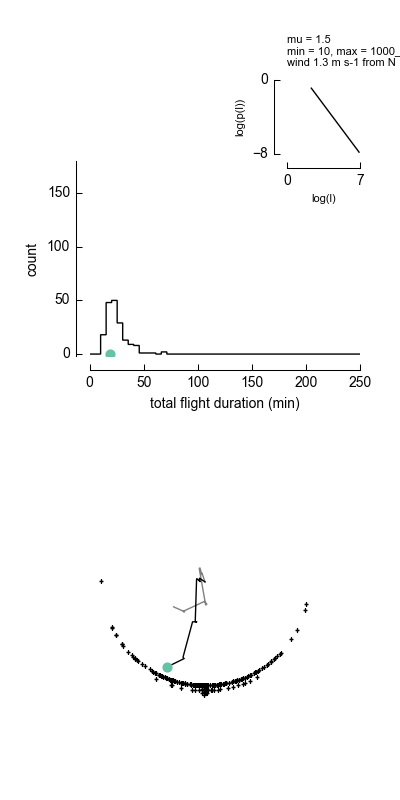 mu = 1.5
min = 10, max = 1000_
wind 1.3 m s-1 from N
0
log(p(l))
−8
0
7
log(l)
150
100
50
0
count
0
50
100
150
200
250
total flight duration (min)